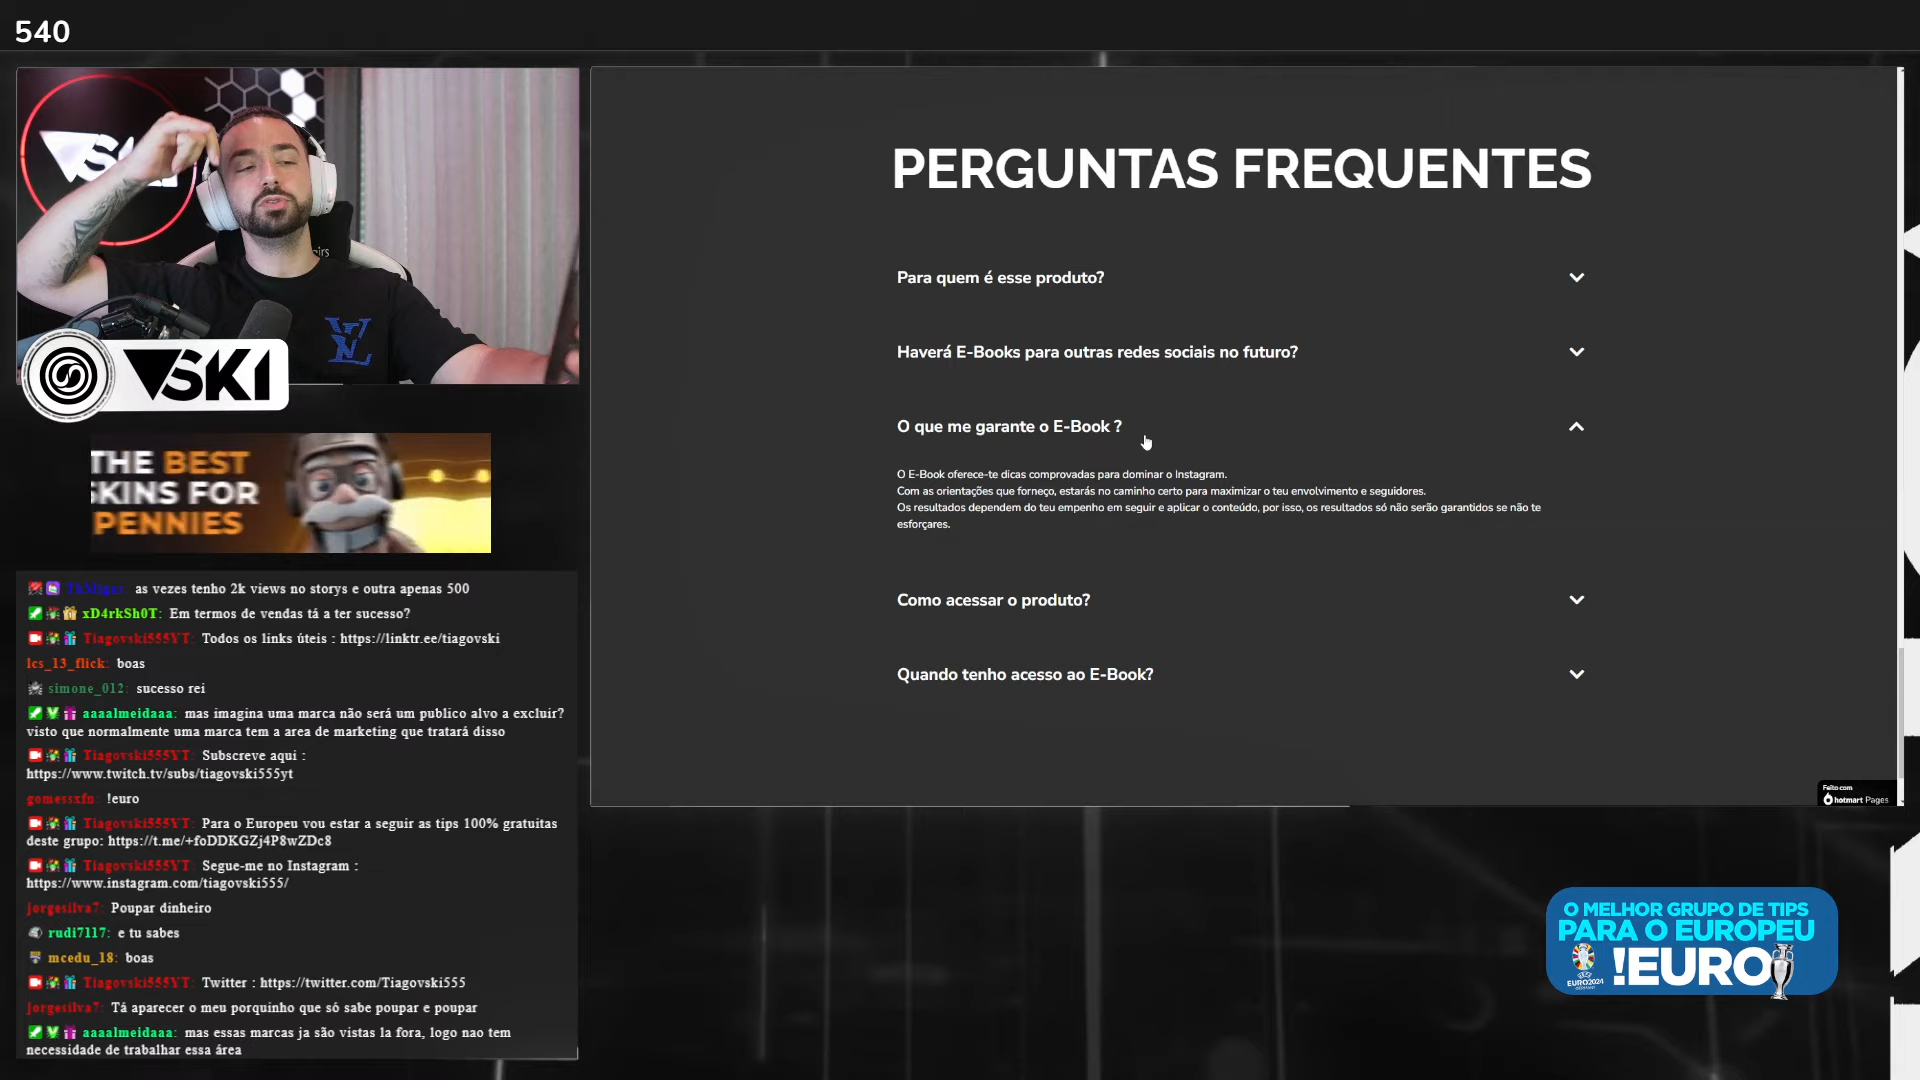 540
SKI
airs
VSKI
THE BEST
SKINS FOR
PENNIES
as vezes tenho 2k views no storys e outra apenas 500
xD4rkSh0T: Em termos de vendas tá a ter sucesso?
Tiagovski555YT: Todos os links úteis : https://linktr.ee/tiagovski
lcs_13_flick: boas
simone_012: sucesso rei
aaaalmeidaaa: mas imagina uma marca não será um publico alvo a excluir?
visto que normalmente uma marca tem a area de marketing que tratará disso
Tiagovski555YT: Subscreve aqui :
https://www.twitch.tv/subs/tiagovski555yt
gomessxfn: !euro
Tiagovski555YT: Para o Europeu vou estar a seguir as tips 100% gratuitas
deste grupo: https://t.me/+foDDKGZj4P8wZDc8
Tiagovski555YT: Segue-me no Instagram :
https://www.instagram.com/tiagovski555/
jorgesilva7: Poupar dinheiro
rudi7117: e tu sabes
mcedu_18: boas
Tiagovski555YT: Twitter : https://twitter.com/Tiagovski555
jorgesilva7: Tá aparecer o meu porquinho que só sabe poupar e poupar
aaaalmeidaaa: mas essas marcas ja são vistas la fora, logo nao tem
necessidade de trabalhar essa área
PERGUNTAS FREQUENTES
Para quem é esse produto?
Haverá E-Books para outras redes sociais no futuro?
O que me garante o E-Book ?
O E-Book oferece-te dicas comprovadas para dominar o Instagram.
Com as orientações que forneço, estarás no caminho certo para maximizar o teu envolvimento e seguidores.
Os resultados dependem do teu empenho em seguir e aplicar o conteúdo, por isso, os resultados só não serão garantidos se não te
esforçares.
Como acessar o produto?
Quando tenho acesso ao E-Book?
Feito com
hotmart Pages
O MELHOR GRUPO DE TIPS
PARA O EUROPEU
!EURO
EURO2024
GERMANY